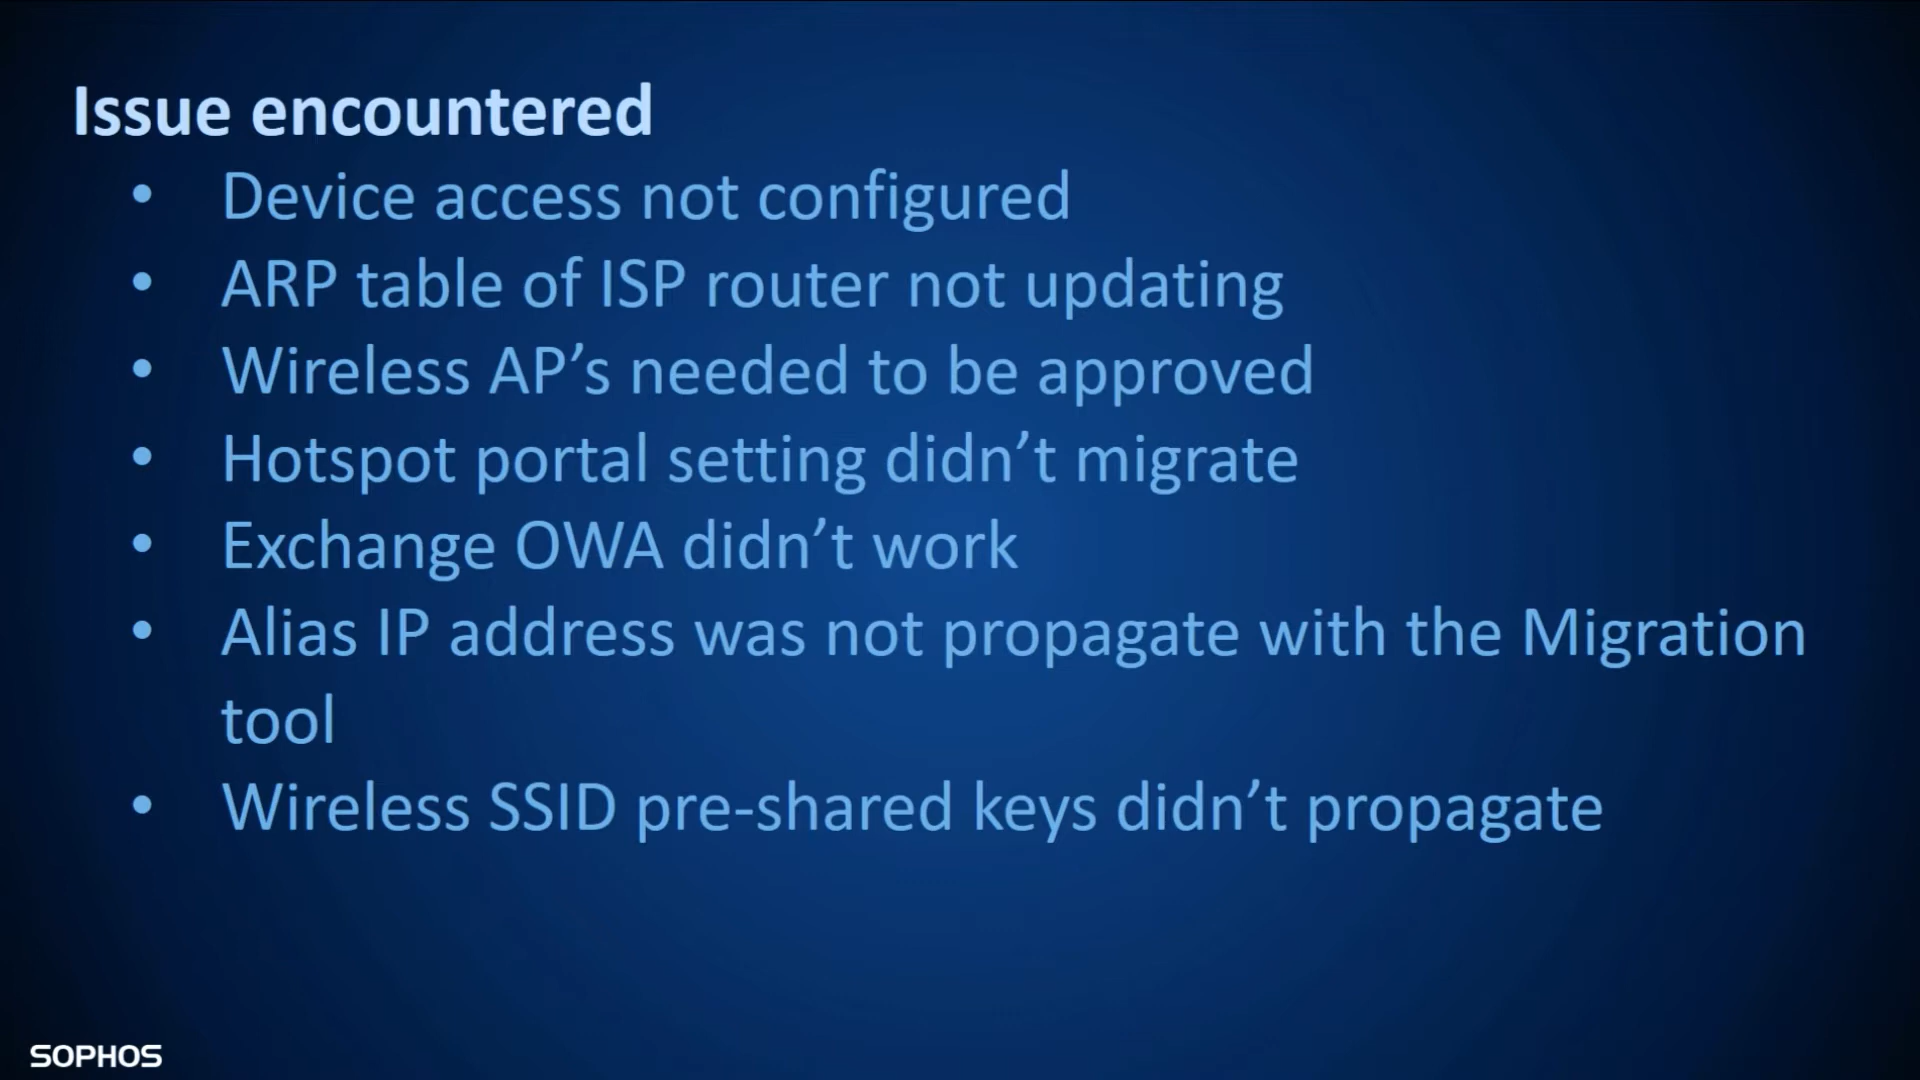 Issue encountered
• Device access not configured
• ARP table of ISP router not updating
• Wireless AP’s needed to be approved
• Hotspot portal setting didn’t migrate
• Exchange OWA didn’t work
• Alias IP address was not propagate with the Migration
tool
• Wireless SSID pre-shared keys didn’t propagate
SOPHOS